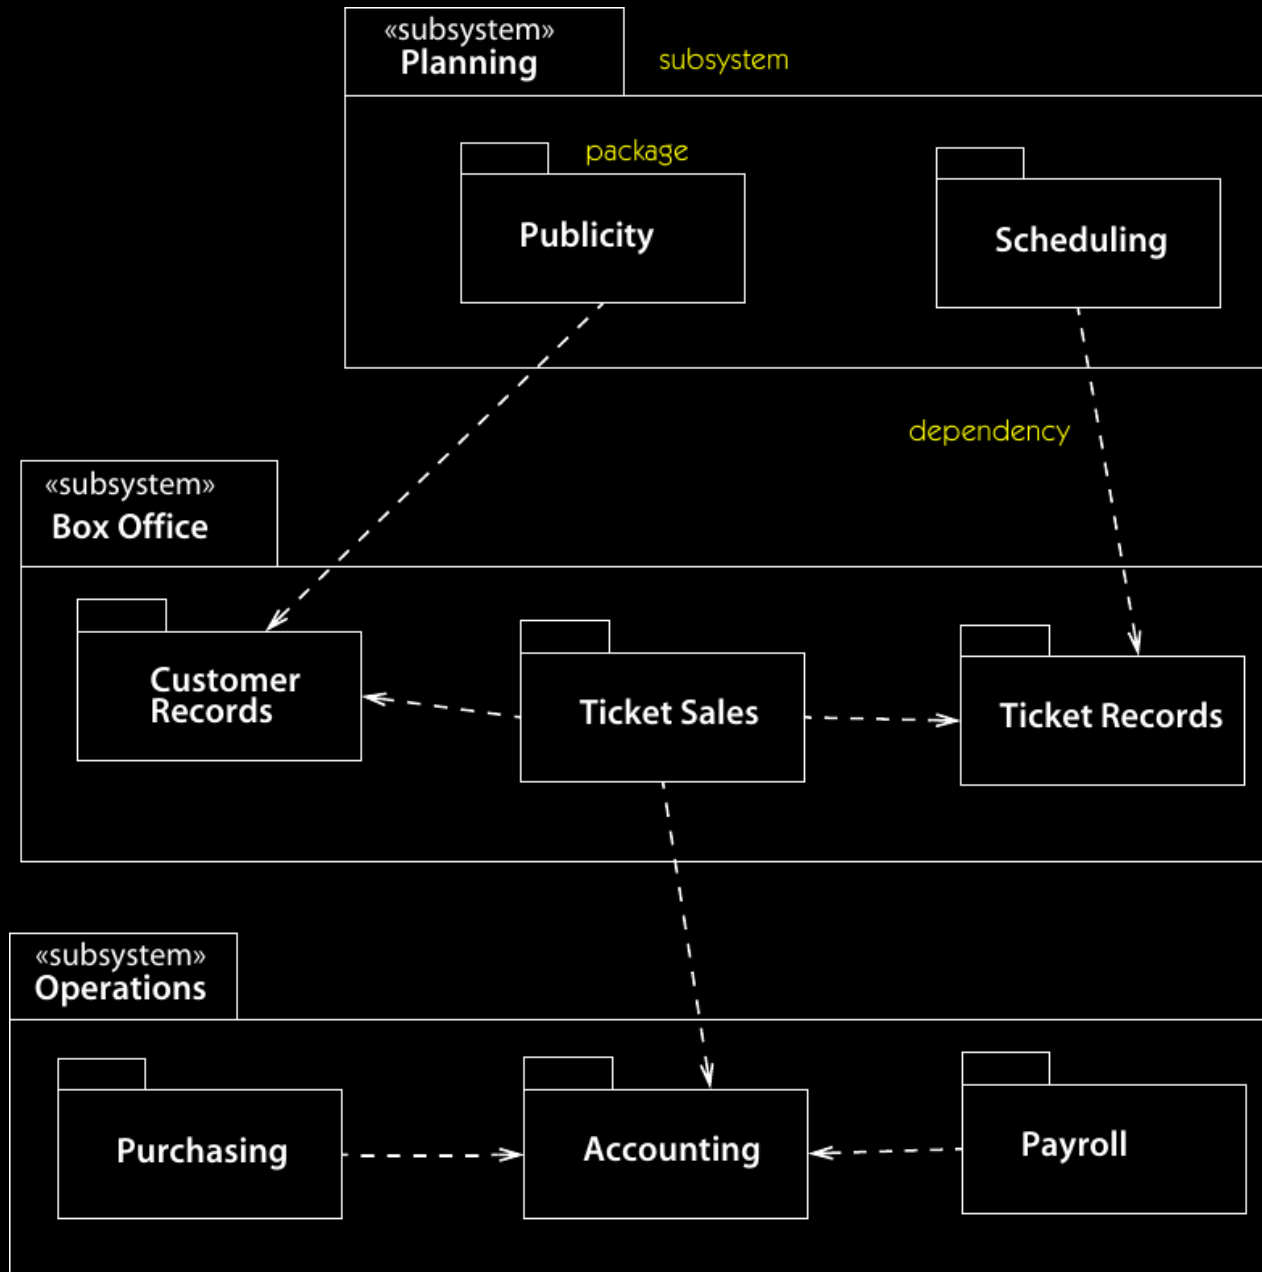 «subsystem»
Planning
subsystem
package
Publicity
Scheduling
dependency
«subsystem»
Box Office
Customer
Records
Ticket Sales
Ticket Records
«subsystem»
Operations
Purchasing
Accounting
Payroll